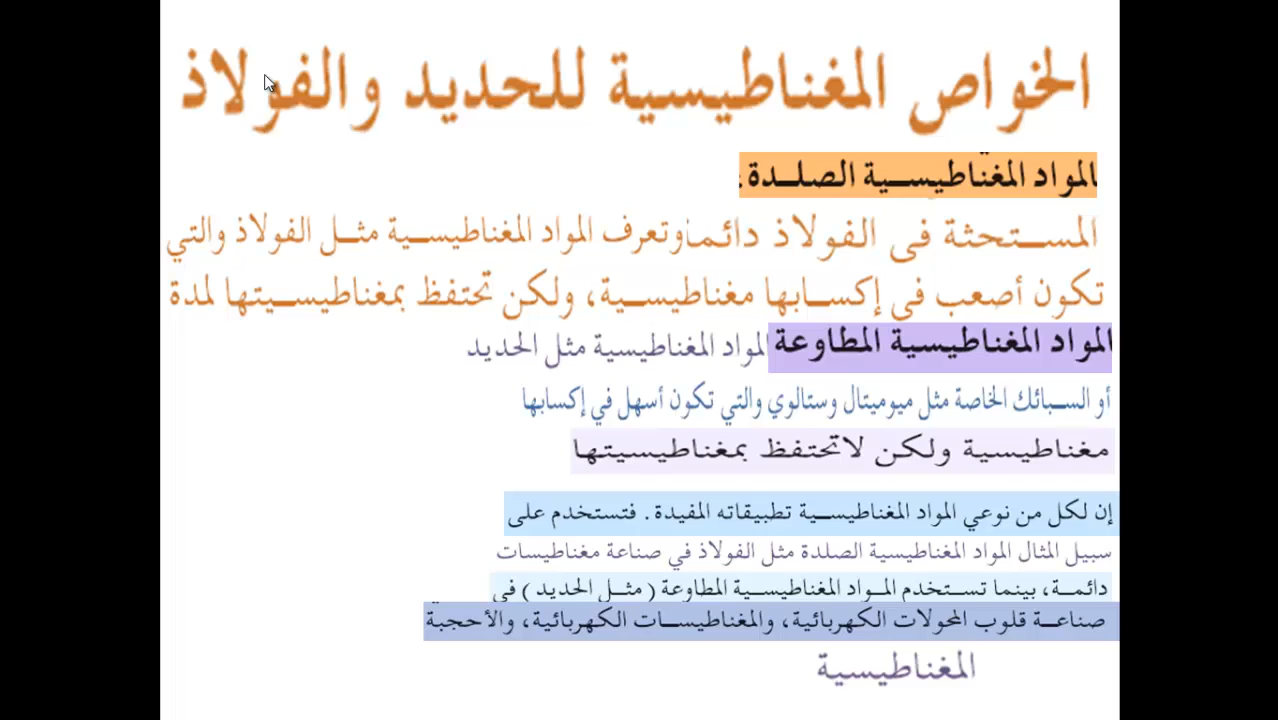 الخواص المغناطيسية للحديد والفولاذ
المواد المغناطيسية الصلدة
المستحثة فى الفولاذ دائما وتعرف المواد المغناطيسية مثل الفولاذ والتي
تكون أصعب فى إكسابها مغناطيسية، ولكن تحتفظ بمغناطيسيتها لمدة
المواد المغناطيسية المطاوعة المواد المغناطيسية مثل الحديد
أو السبائك الخاصة مثل ميوميتال وستالوي والتي تكون أسهل في إكسابها
مغناطيسية ولكن لاتحتفظ بمغناطيسيتها
إن لكل من نوعي المواد المغناطيسية تطبيقاته المفيدة. فتستخدم على
سبيل المثال المواد المغناطيسية الصلدة مثل الفولاذ في صناعة مغناطيسات
دائمة، بينما تستخدم المواد المغناطيسية المطاوعة (مثل الحديد) فى
صناعة قلوب المحولات الكهربائية، والمغناطيسات الكهربائية، والأحجبة
المغناطيسية